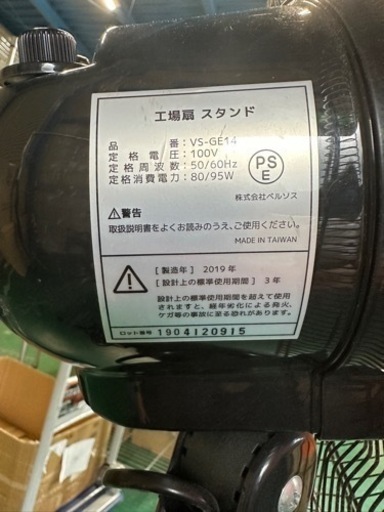 工場扇 スタンド
品番：VS-GE14
定格電圧：100V
定格周波数：50/60Hz
定格消費電力：80/95W
PS
E
株式会社ベルソス
⚠警告
取扱説明書をよくお読みのうえ、ご使用ください。
MADE IN TAIWAN
[製造年] 2019年
[設計上の標準使用期間] 3年
設計上の標準使用期間を超えて使用
されますと、経年劣化による発火、
ケガ等の事故に至る恐れがあります。
ロット番号 1904120915